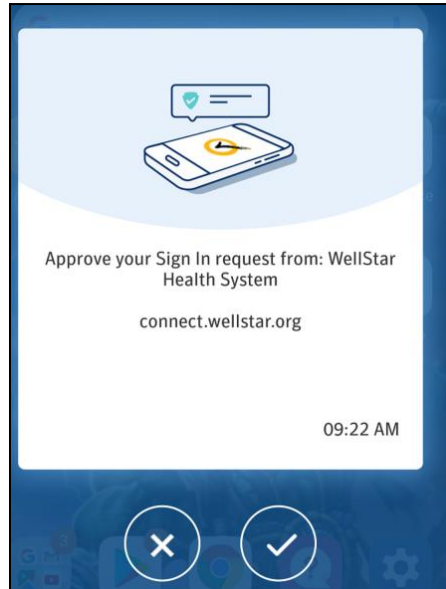 Approve your Sign In request from: WellStar
Health System
connect.wellstar.org
09:22 AM